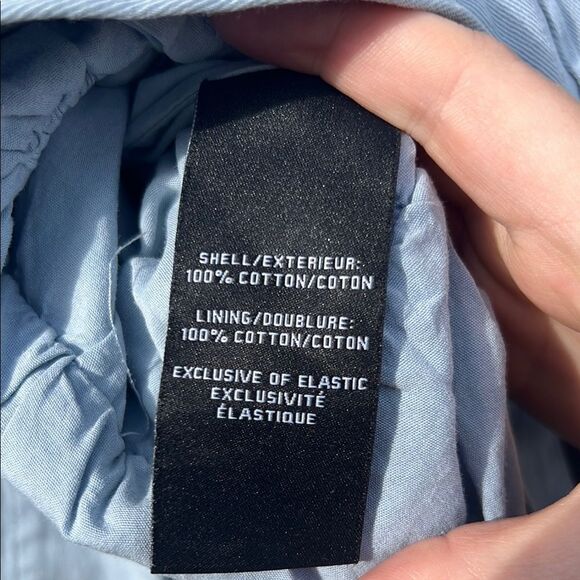 SHELL/EXTERIEUR:
100% COTTON/COTON
LINING/DOUBLURE:
100% COTTON/COTON
EXCLUSIVE OF ELASTIC
EXCLUSIVITÉ
ÉLASTIQUE